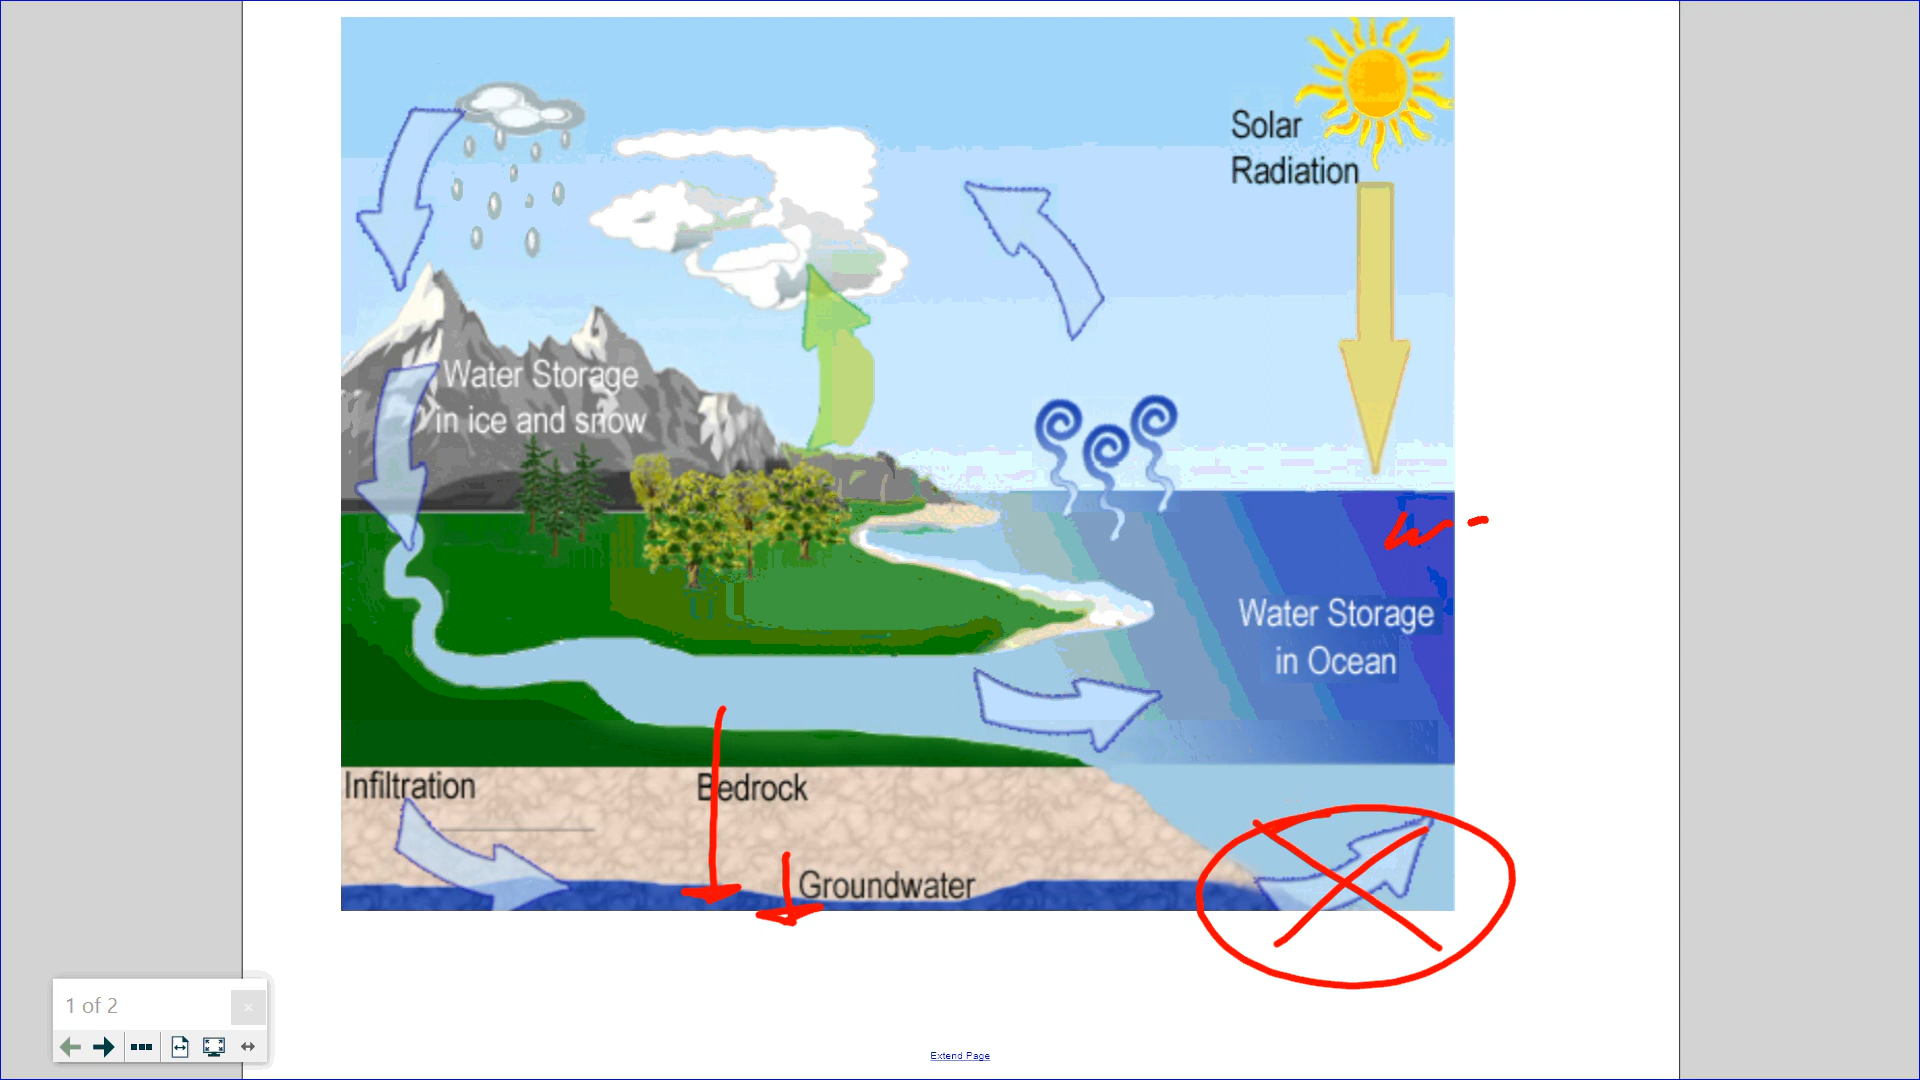 Solar
Radiation
Water Storage
in ice and snow
Water Storage
in Ocean
Infiltration
Bedrock
Groundwater
1 of 2
Extend Page